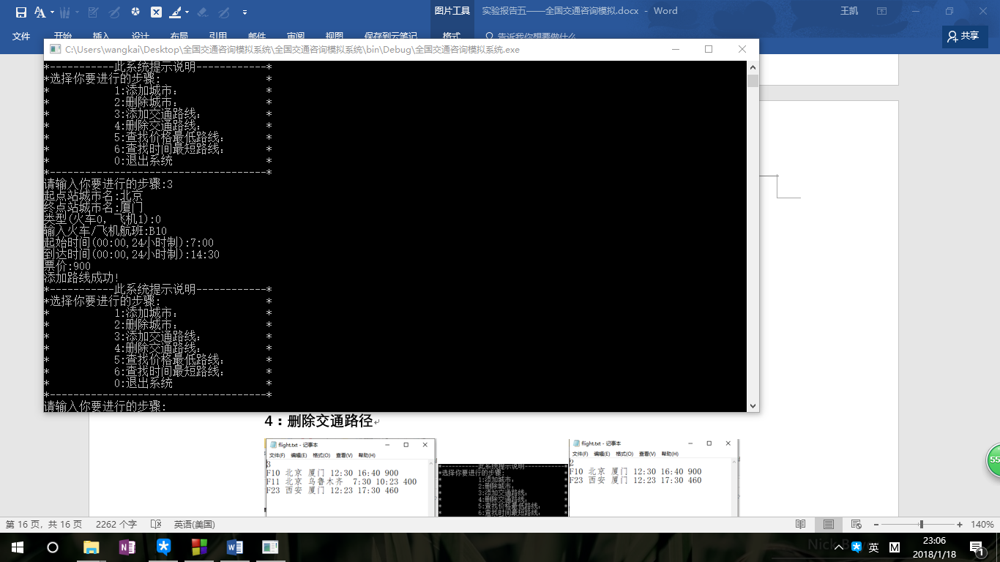 图片工具
实验报告五——全国交通咨询模拟.docx - Word
王凯
文件 开始 插入 设计 布局 引用 邮件 审阅 视图 保存到云笔记 格式 告诉我你想要做什么 共享
C:\Users\wangkai\Desktop\全国交通咨询模拟系统\全国交通咨询模拟系统\bin\Debug\全国交通咨询模拟系统.exe
*-----------此系统提示说明------------*
*选择你要进行的步骤: *
* 1:添加城市: *
* 2:删除城市: *
* 3:添加交通路线: *
* 4:删除交通路线: *
* 5:查找价格最低路线: *
* 6:查找时间最短路线: *
* 0:退出系统 *
*-------------------------------------*
请输入你要进行的步骤:3
起点站城市名:北京
终点站城市名:厦门
类型(火车0, 飞机1):0
输入火车/飞机航班:B10
起始时间(00:00,24小时制):7:00
到达时间(00:00,24小时制):14:30
票价:900
添加路线成功!
*-----------此系统提示说明------------*
*选择你要进行的步骤: *
* 1:添加城市: *
* 2:删除城市: *
* 3:添加交通路线: *
* 4:删除交通路线: *
* 5:查找价格最低路线: *
* 6:查找时间最短路线: *
* 0:退出系统 *
*-------------------------------------*
请输入你要进行的步骤:
4：删除交通路径
flight.txt - 记事本
文件(F) 编辑(E) 格式(O) 查看(V) 帮助(H)
3
F10 北京 厦门 12:30 16:40 900
F11 北京 乌鲁木齐 7:30 10:23 400
F23 西安 厦门 12:23 17:30 460
*-----------此系统提示说明------------*
*选择你要进行的步骤: *
* 1:添加城市: *
* 2:删除城市: *
* 3:添加交通路线: *
* 4:删除交通路线: *
* 5:查找价格最低路线: *
* 6:查找时间最短路线: *
flight.txt - 记事本
文件(F) 编辑(E) 格式(O) 查看(V) 帮助(H)
2
F10 北京 厦门 12:30 16:40 900
F23 西安 厦门 12:23 17:30 460
55
第 16 页，共 16 页 2262 个字 英语(美国) 140%
英 M
23:06
2018/1/18
1